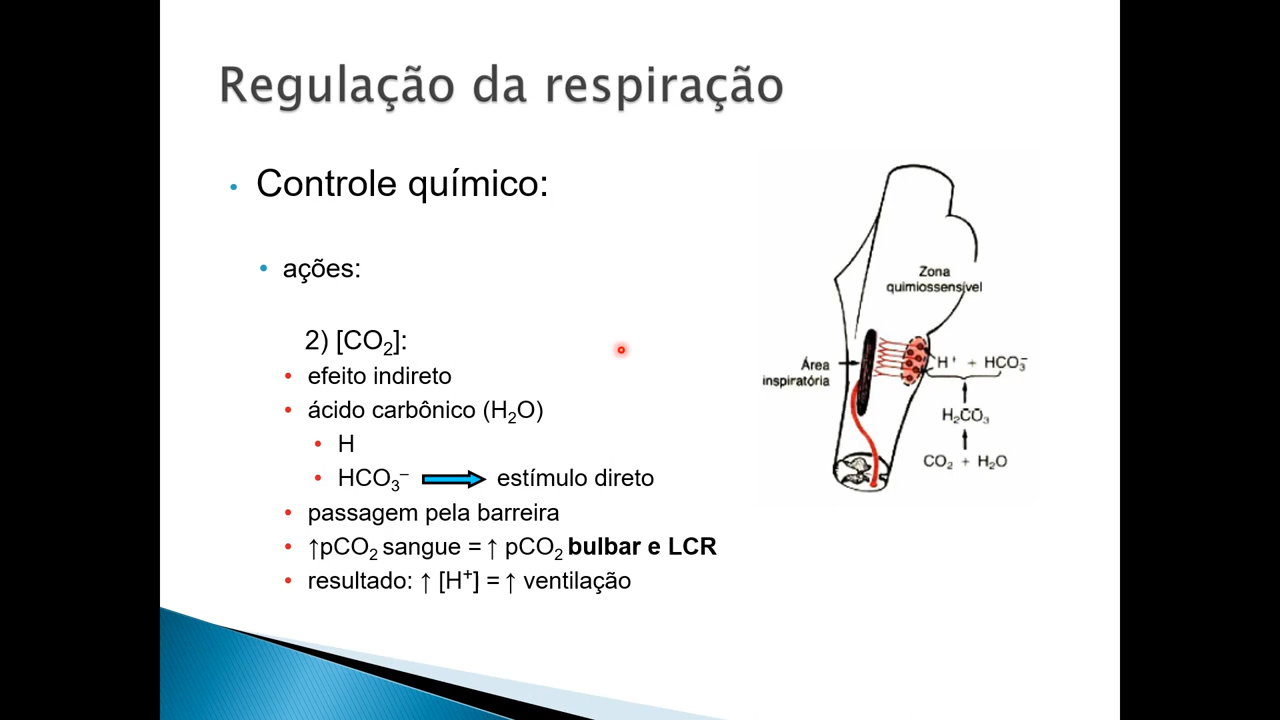 Regulação da respiração
• Controle químico:
• ações:
2) [CO₂]:
• efeito indireto
• ácido carbônico (H₂O)
• H
• HCO₃⁻ estímulo direto
• passagem pela barreira
• ↑pCO₂ sangue = ↑ pCO₂ bulbar e LCR
• resultado: ↑ [H⁺] = ↑ ventilação
Zona
quimiossensível
Área
inspiratória
H⁺ + HCO₃⁻
H₂CO₃
CO₂ + H₂O